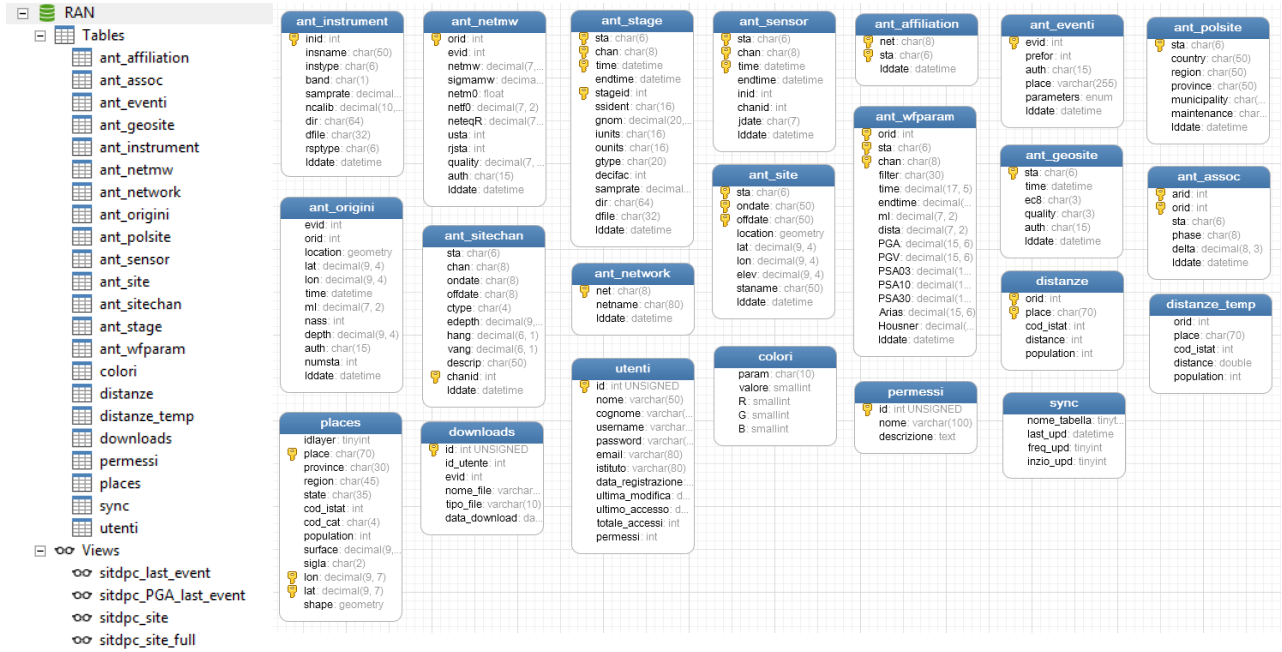 RAN
Tables
ant_affiliation
ant_assoc
ant_eventi
ant_geosite
ant_instrument
ant_netmw
ant_network
ant_origini
ant_polsite
ant_sensor
ant_site
ant_sitechan
ant_stage
ant_wfparam
colori
distanze
distanze_temp
downloads
permessi
places
sync
utenti
Views
sitdpc_last_event
sitdpc_PGA_last_event
sitdpc_site
sitdpc_site_full
ant_instrument
inid: int
insname: char(50)
instype: char(6)
band: char(1)
samprate: decimal...
ncalib: decimal(10,...
dir: char(64)
dfile: char(32)
rsptype: char(6)
lddate: datetime
ant_netmw
orid: int
evid: int
netmw: decimal(7,...
sigmamw: decima...
netm0: float
netf0: decimal(7, 2)
neteqR: decimal(7...
usta: int
rjsta: int
quality: decimal(7, ...
auth: char(15)
lddate: datetime
ant_stage
sta: char(6)
chan: char(8)
time: datetime
endtime: datetime
stageid: int
ssident: char(16)
gnom: decimal(20,...
iunits: char(16)
ounits: char(16)
gtype: char(20)
decifac: int
samprate: decimal...
dir: char(64)
dfile: char(32)
lddate: datetime
ant_sensor
sta: char(6)
chan: char(8)
time: datetime
endtime: datetime
inid: int
chanid: int
jdate: char(7)
lddate: datetime
ant_affiliation
net: char(8)
sta: char(6)
lddate: datetime
ant_eventi
evid: int
prefor: int
auth: char(15)
place: varchar(255)
parameters: enum
lddate: datetime
ant_polsite
sta: char(6)
country: char(50)
region: char(50)
province: char(50)
municipality: char(...
maintenance: char...
lddate: datetime
ant_origini
evid: int
orid: int
location: geometry
lat: decimal(9, 4)
lon: decimal(9, 4)
time: datetime
ml: decimal(7, 2)
nass: int
depth: decimal(9, 4)
auth: char(15)
numsta: int
lddate: datetime
ant_sitechan
sta: char(6)
chan: char(8)
ondate: char(8)
offdate: char(8)
ctype: char(4)
edepth: decimal(9,...
hang: decimal(6, 1)
vang: decimal(6, 1)
descrip: char(50)
chanid: int
lddate: datetime
ant_network
net: char(8)
netname: char(80)
lddate: datetime
ant_site
sta: char(6)
ondate: char(50)
offdate: char(50)
location: geometry
lat: decimal(9, 4)
lon: decimal(9, 4)
elev: decimal(9, 4)
staname: char(50)
lddate: datetime
ant_wfparam
orid: int
sta: char(6)
chan: char(8)
filter: char(30)
time: decimal(17, 5)
endtime: decimal(...
ml: decimal(7, 2)
dista: decimal(7, 2)
PGA: decimal(15, 6)
PGV: decimal(15, 6)
PSA03: decimal(1...
PSA10: decimal(1...
PSA30: decimal(1...
Arias: decimal(15, 6)
Housner: decimal(...
lddate: datetime
ant_geosite
sta: char(6)
time: datetime
ec8: char(3)
quality: char(3)
auth: char(15)
lddate: datetime
ant_assoc
arid: int
orid: int
sta: char(6)
phase: char(8)
delta: decimal(8, 3)
lddate: datetime
distanze
orid: int
place: char(70)
cod_istat: int
distance: int
population: int
distanze_temp
orid: int
place: char(70)
cod_istat: int
distance: double
population: int
places
idlayer: tinyint
place: char(70)
province: char(30)
region: char(45)
state: char(35)
cod_istat: int
cod_cat: char(4)
population: int
surface: decimal(9,...
sigla: char(2)
lon: decimal(9, 7)
lat: decimal(9, 7)
shape: geometry
downloads
id: int UNSIGNED
id_utente: int
evid: int
nome_file: varchar...
tipo_file: varchar(10)
data_download: da...
utenti
id: int UNSIGNED
nome: varchar(50)
cognome: varchar(...
username: varchar...
password: varchar(...
email: varchar(80)
istituto: varchar(80)
data_registrazione...
ultima_modifica: d...
ultimo_accesso: d...
totale_accessi: int
permessi: int
colori
param: char(10)
valore: smallint
R: smallint
G: smallint
B: smallint
permessi
id: int UNSIGNED
nome: varchar(100)
descrizione: text
sync
nome_tabella: tinyt...
last_upd: datetime
freq_upd: tinyint
inzio_upd: tinyint